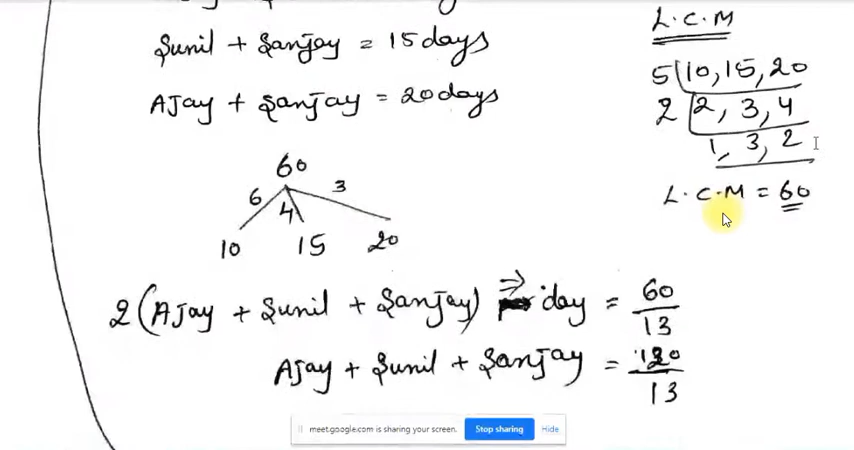 Sunil + Sanjay = 15 days
AJay + Sanjay = 20 days
60
6 4 3
10 15 20
2 (AJay + Sunil + Sanjay) ⇒ day = 60/13
AJay + Sunil + Sanjay = 120/13
L.C.M
5 | 10, 15, 20
2 | 2, 3, 4
1, 3, 2
L.C.M = 60
meet.google.com is sharing your screen. Stop sharing Hide